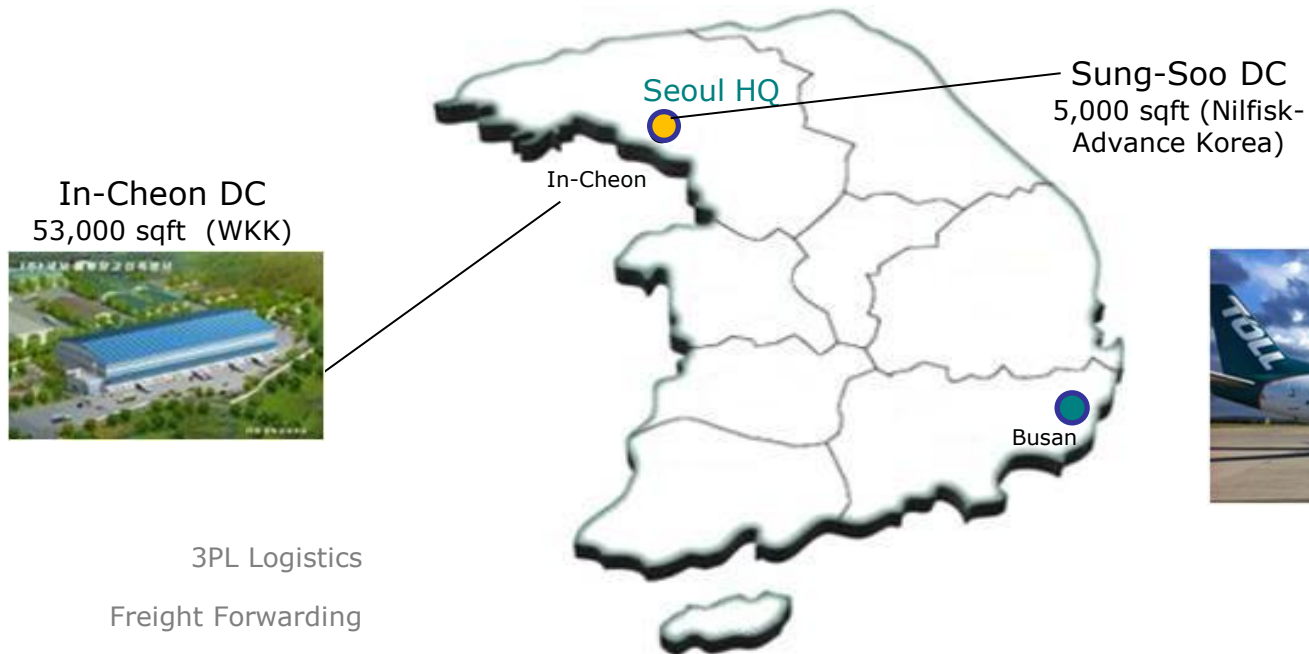 Seoul HQ
Sung-Soo DC
5,000 sqft (Nilfisk-
Advance Korea)
In-Cheon
In-Cheon DC
53,000 sqft (WKK)
TOLL
Busan
3PL Logistics
Freight Forwarding